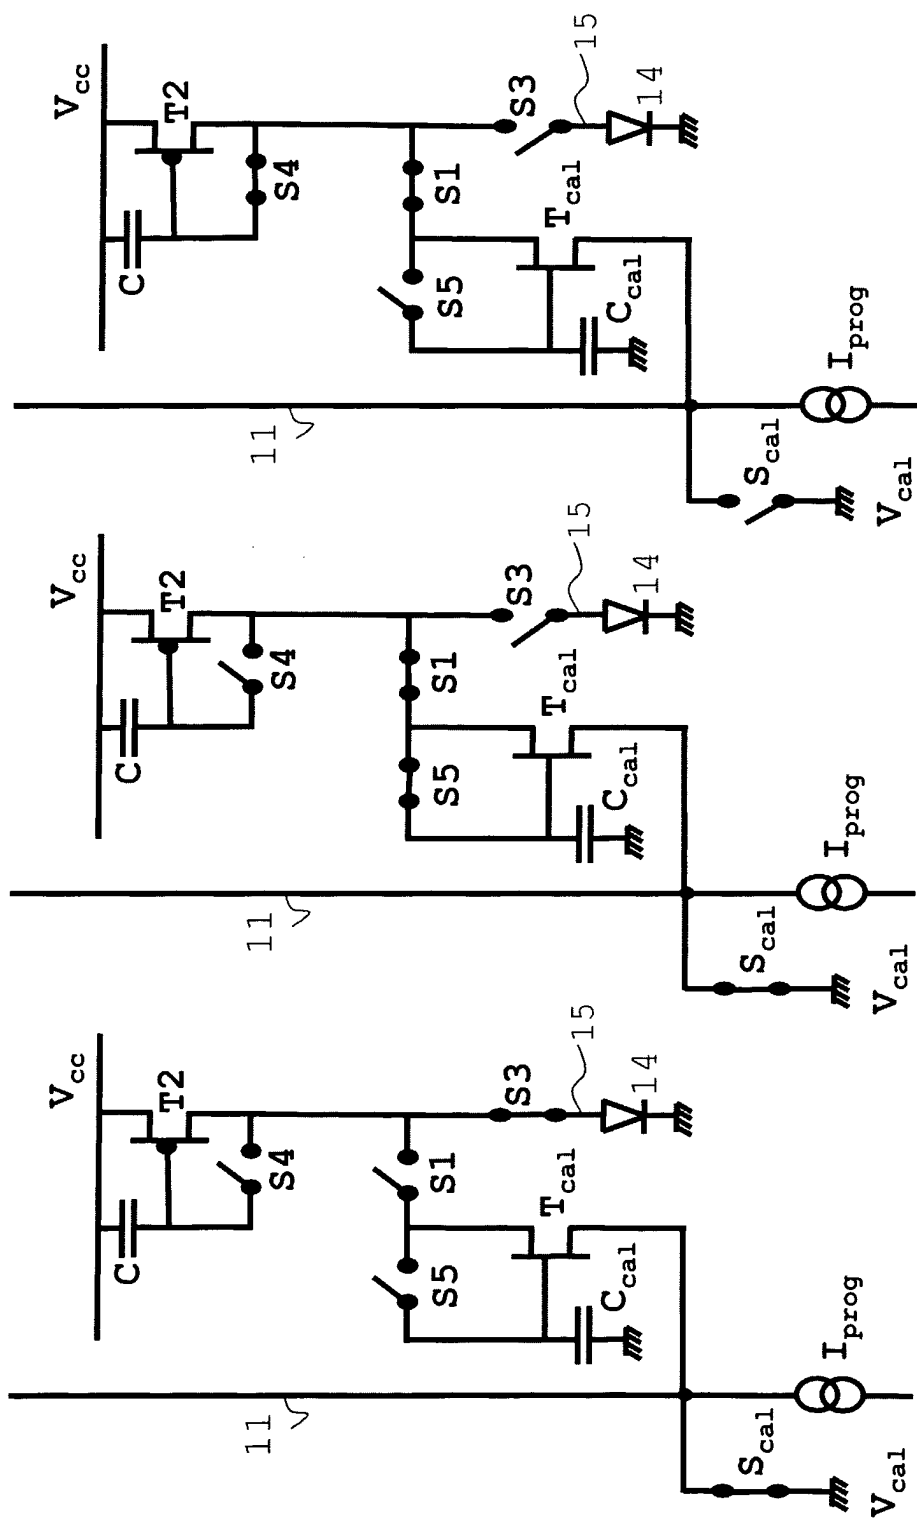 Vcc
T2
C
S4
S1
S3
15
14
S5
Tcal
Ccal
11
Iprog
Scal
Vcal
Vcc
T2
C
S4
S1
S3
15
14
S5
Tcal
Ccal
11
Iprog
Scal
Vcal
Vcc
T2
C
S4
S1
S3
15
14
S5
Tcal
Ccal
11
Iprog
Scal
Vcal